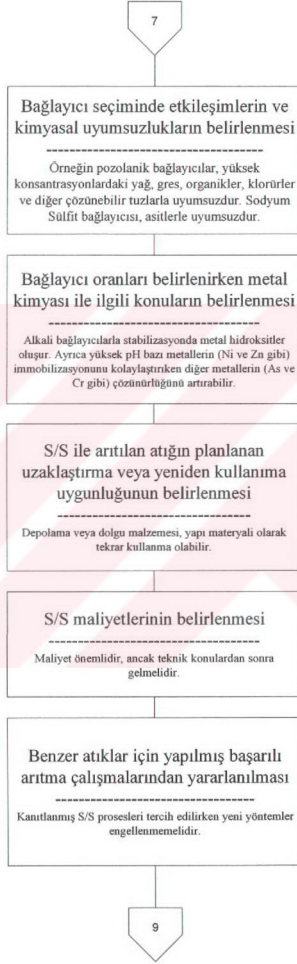 7
Bağlayıcı seçiminde etkileşimlerin ve
kimyasal uyumsuzlukların belirlenmesi
------------------------------------
Örneğin pozolanik bağlayıcılar, yüksek
konsantrasyonlardaki yağ, gres, organikler, klorürler
ve diğer çözünebilir tuzlarla uyumsuzdur. Sodyum
Sülfit bağlayıcısı, asitlerle uyumsuzdur.
Bağlayıcı oranları belirlenirken metal
kimyası ile ilgili konuların belirlenmesi
------------------------------------
Alkali bağlayıcılarla stabilizasyonda metal hidroksitler
oluşur. Ayrıca yüksek pH bazı metallerin (Ni ve Zn gibi)
immobilizasyonunu kolaylaştırırken diğer metallerin (As ve
Cr gibi) çözünürlüğünü artırabilir.
S/S ile arıtılan atığın planlanan
uzaklaştırma veya yeniden kullanıma
uygunluğunun belirlenmesi
------------------------------------
Depolama veya dolgu malzemesi, yapı materyali olarak
tekrar kullanma olabilir.
S/S maliyetlerinin belirlenmesi
------------------------------------
Maliyet önemlidir, ancak teknik konulardan sonra
gelmelidir.
Benzer atıklar için yapılmış başarılı
arıtma çalışmalarından yararlanılması
------------------------------------
Kanıtlanmış S/S prosesleri tercih edilirken yeni yöntemler
engellenmemelidir.
9